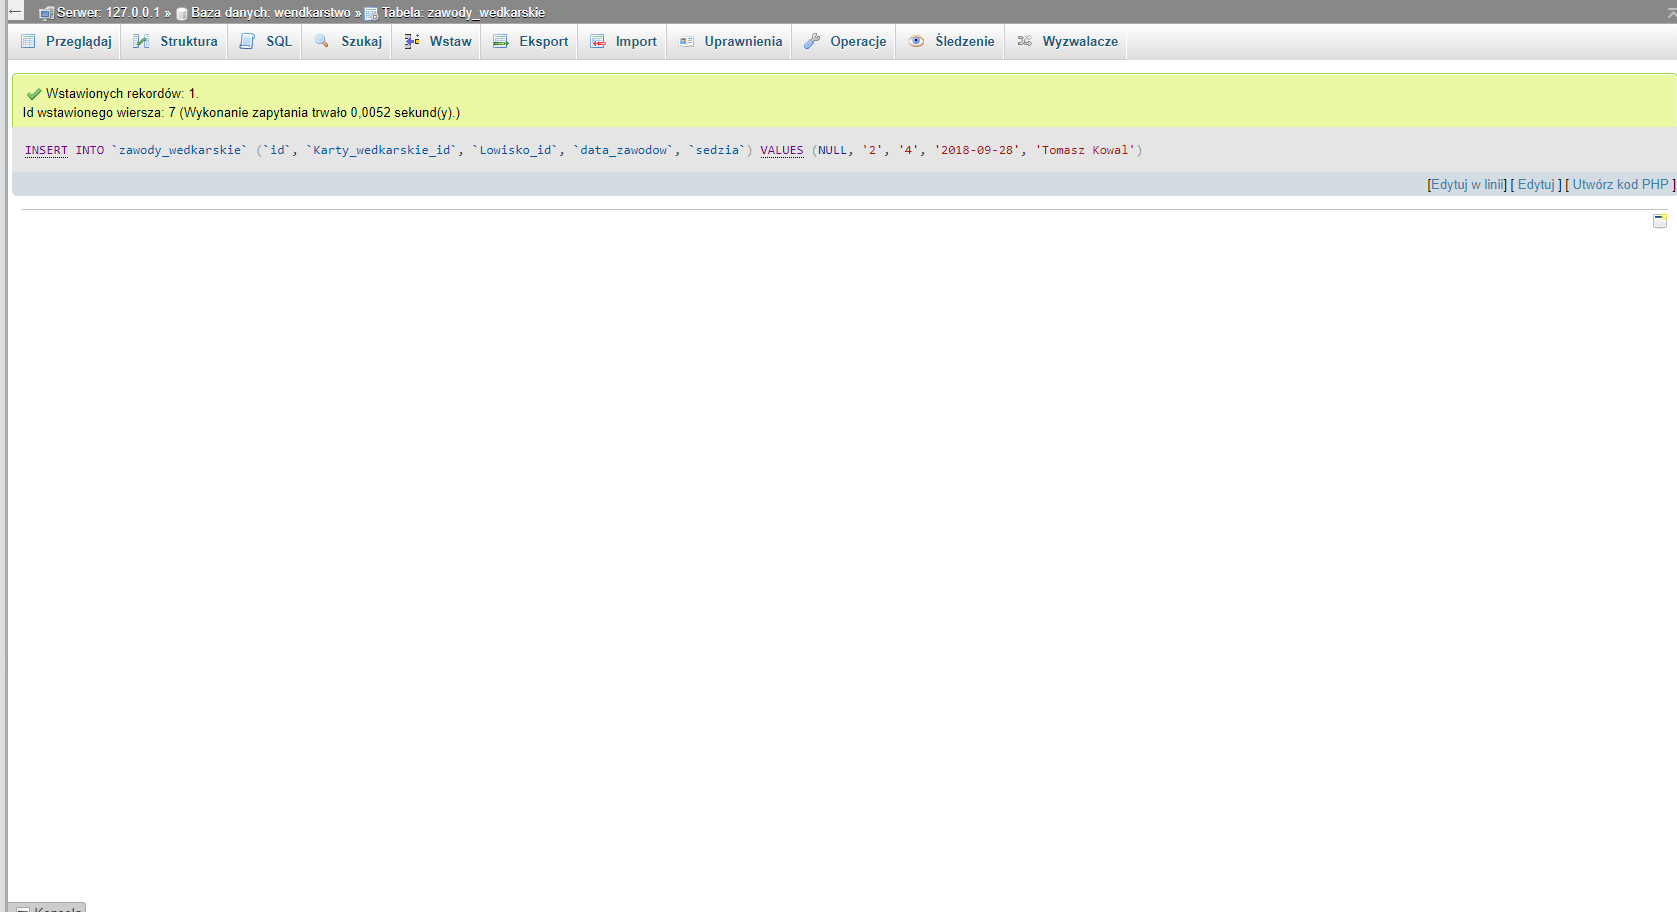 Serwer: 127.0.0.1 » Baza danych: wendkarstwo » Tabela: zawody_wedkarskie
Przeglądaj Struktura SQL Szukaj Wstaw Eksport Import Uprawnienia Operacje Śledzenie Wyzwalacze
Wstawionych rekordów: 1.
Id wstawionego wiersza: 7 (Wykonanie zapytania trwało 0,0052 sekund(y).)
INSERT INTO `zawody_wedkarskie` (`id`, `Karty_wedkarskie_id`, `Lowisko_id`, `data_zawodow`, `sedzia`) VALUES (NULL, '2', '4', '2018-09-28', 'Tomasz Kowal')
[Edytuj w linii] [ Edytuj ] [ Utwórz kod PHP ]
Konsola